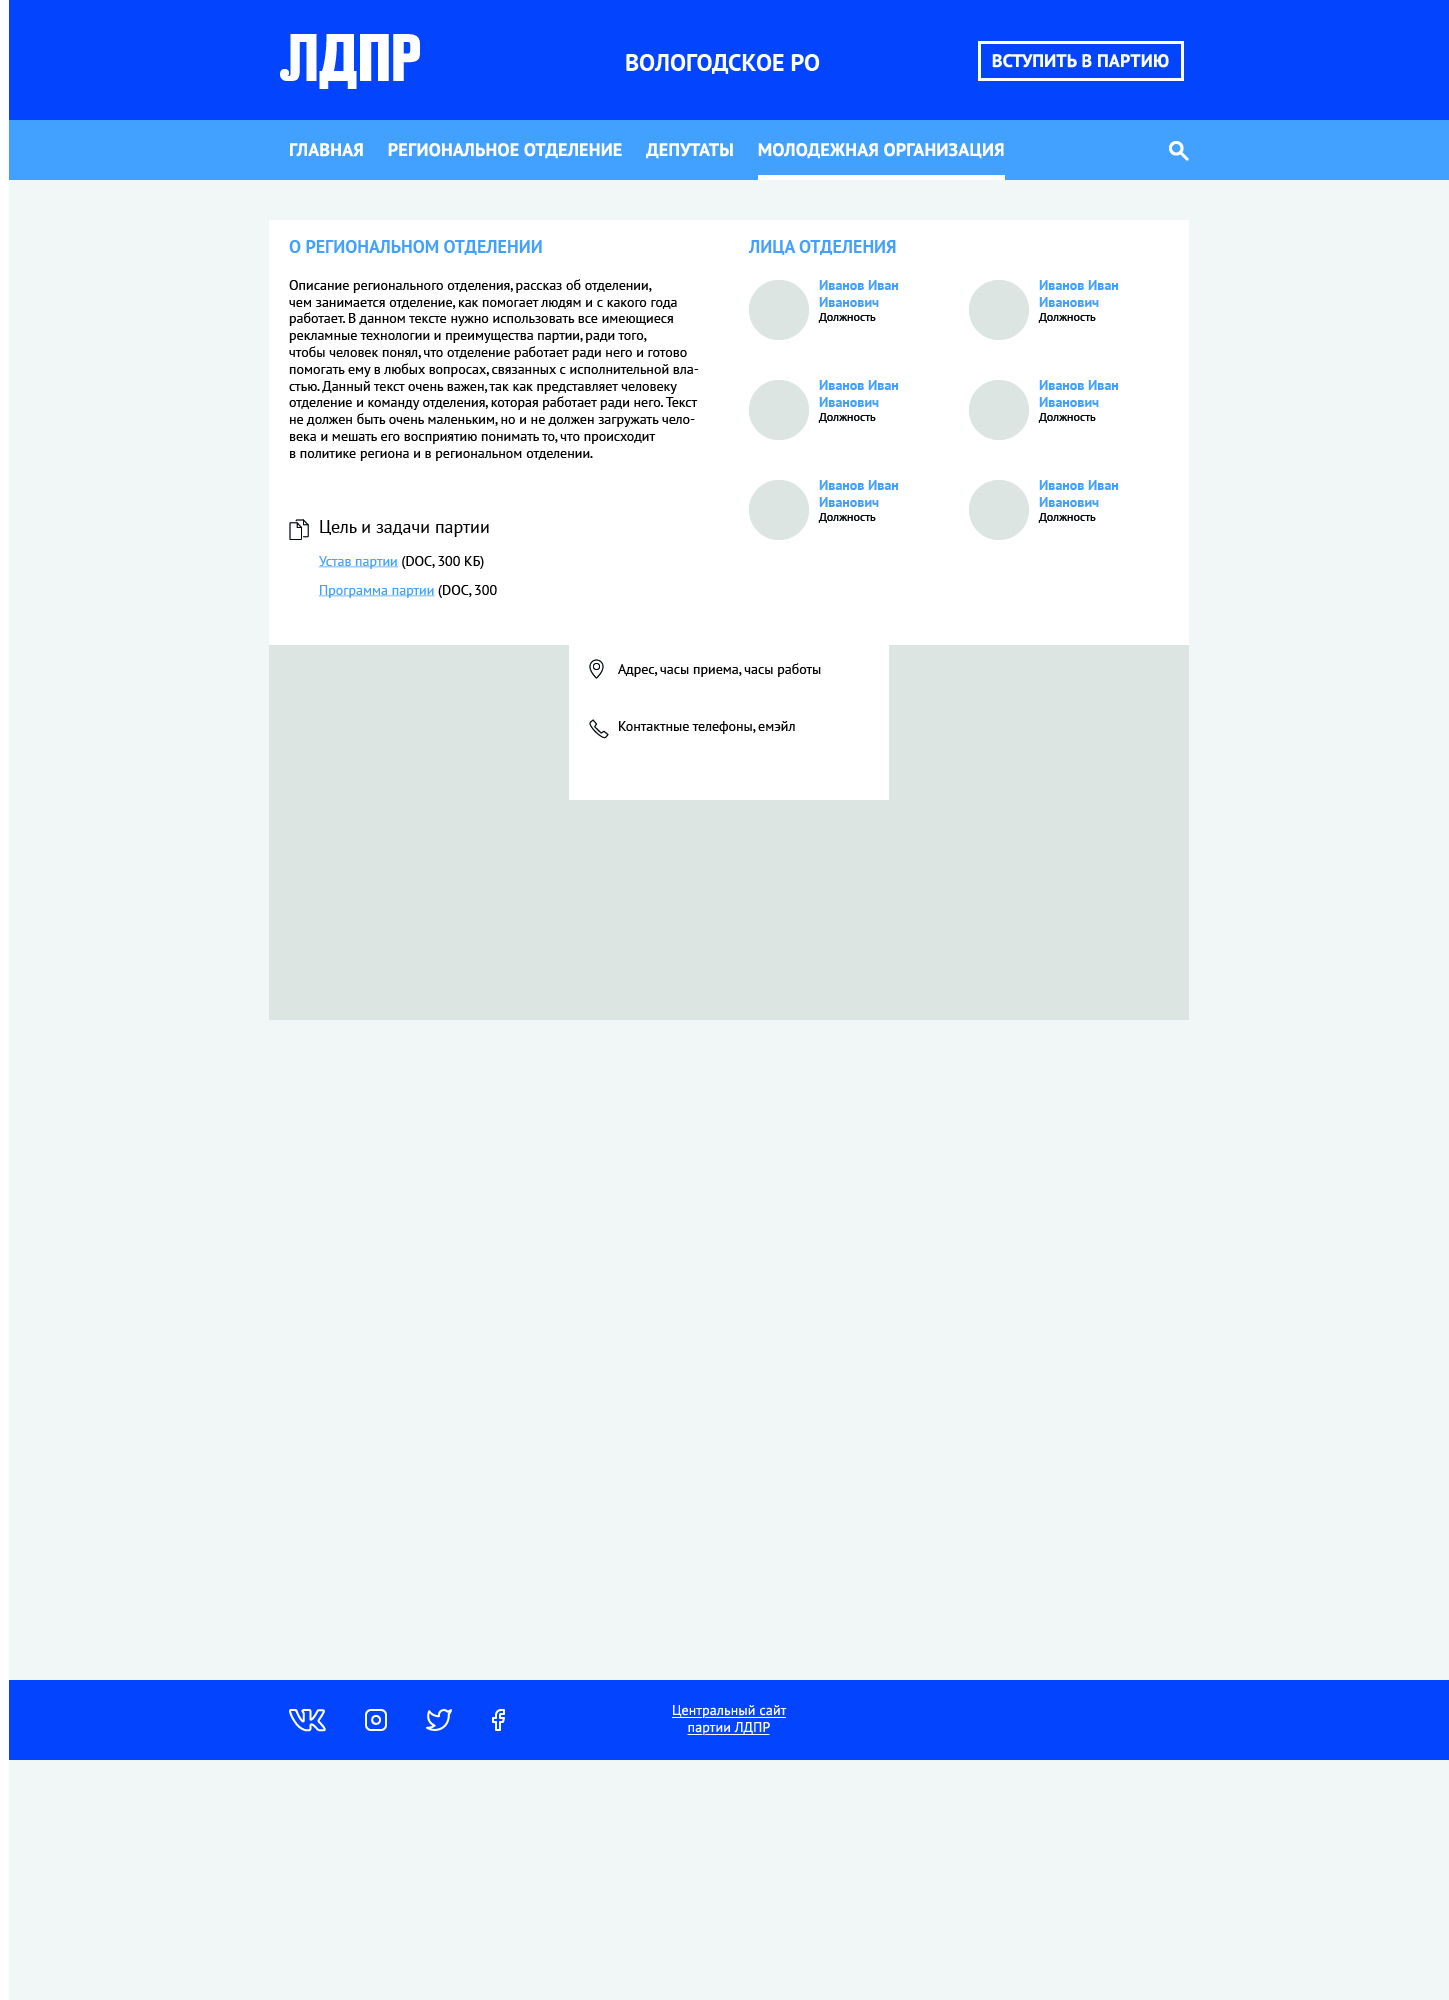 ЛДПР
ВОЛОГОДСКОЕ РО
ВСТУПИТЬ В ПАРТИЮ
ГЛАВНАЯ РЕГИОНАЛЬНОЕ ОТДЕЛЕНИЕ ДЕПУТАТЫ МОЛОДЕЖНАЯ ОРГАНИЗАЦИЯ
О РЕГИОНАЛЬНОМ ОТДЕЛЕНИИ
Описание регионального отделения, рассказ об отделении,
чем занимается отделение, как помогает людям и с какого года
работает. В данном тексте нужно использовать все имеющиеся
рекламные технологии и преимущества партии, ради того,
чтобы человек понял, что отделение работает ради него и готово
помогать ему в любых вопросах, связанных с исполнительной вла-
стью. Данный текст очень важен, так как представляет человеку
отделение и команду отделения, которая работает ради него. Текст
не должен быть очень маленьким, но и не должен загружать чело-
века и мешать его восприятию понимать то, что происходит
в политике региона и в региональном отделении.
Цель и задачи партии
Устав партии (DOC, 300 КБ)
Программа партии (DOC, 300
ЛИЦА ОТДЕЛЕНИЯ
Иванов Иван
Иванович
Должность
Иванов Иван
Иванович
Должность
Иванов Иван
Иванович
Должность
Иванов Иван
Иванович
Должность
Иванов Иван
Иванович
Должность
Иванов Иван
Иванович
Должность
Адрес, часы приема, часы работы
Контактные телефоны, емэйл
Центральный сайт
партии ЛДПР